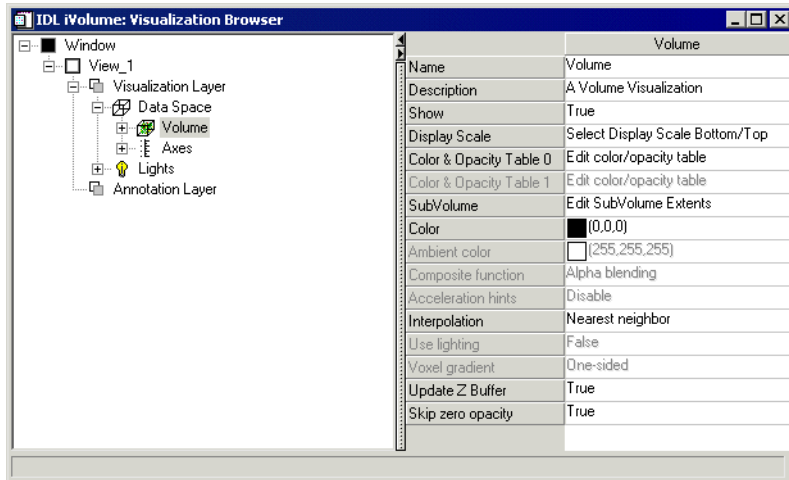 IDL iVolume: Visualization Browser
Window
View_1
Visualization Layer
Data Space
Volume
Axes
Lights
Annotation Layer
Volume
Name Volume
Description A Volume Visualization
Show True
Display Scale Select Display Scale Bottom/Top
Color & Opacity Table 0 Edit color/opacity table
Color & Opacity Table 1 Edit color/opacity table
SubVolume Edit SubVolume Extents
Color (0,0,0)
Ambient color (255,255,255)
Composite function Alpha blending
Acceleration hints Disable
Interpolation Nearest neighbor
Use lighting False
Voxel gradient One-sided
Update Z Buffer True
Skip zero opacity True